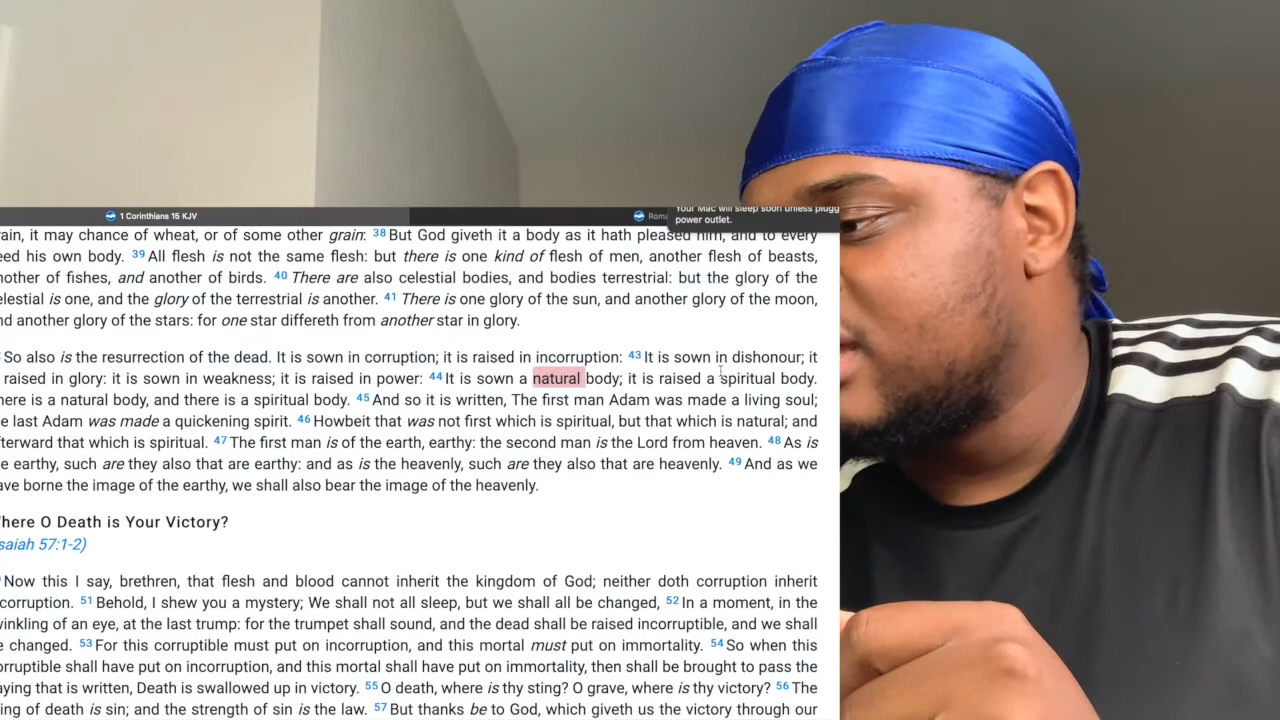 1 Corinthians 16 KJV
Your Mac will sleep soon unless plugg
power outlet.
it may chance of wheat, or of some other grain: 38 But God giveth it a body as it hath pleased him, and to every
his own body. 39 All flesh is not the same flesh: but there is one kind of flesh of men, another flesh of beasts,
of fishes, and another of birds. 40 There are also celestial bodies, and bodies terrestrial: but the glory of the
is one, and the glory of the terrestrial is another. 41 There is one glory of the sun, and another glory of the moon,
another glory of the stars: for one star differeth from another star in glory.
So also is the resurrection of the dead. It is sown in corruption; it is raised in incorruption: 43 It is sown in dishonour; it
raised in glory: it is sown in weakness; it is raised in power: 44 It is sown a natural body; it is raised a spiritual body.
is a natural body, and there is a spiritual body. 45 And so it is written, The first man Adam was made a living soul;
last Adam was made a quickening spirit. 46 Howbeit that was not first which is spiritual, but that which is natural; and
that which is spiritual. 47 The first man is of the earth, earthy: the second man is the Lord from heaven. 48 As is
earthy, such are they also that are earthy: and as is the heavenly, such are they also that are heavenly. 49 And as we
borne the image of the earthy, we shall also bear the image of the heavenly.
here O Death is Your Victory?
saiah 57:1-2)
Now this I say, brethren, that flesh and blood cannot inherit the kingdom of God; neither doth corruption inherit
corruption. 51 Behold, I shew you a mystery; We shall not all sleep, but we shall all be changed, 52 In a moment, in the
of an eye, at the last trump: for the trumpet shall sound, and the dead shall be raised incorruptible, and we shall
changed. 53 For this corruptible must put on incorruption, and this mortal must put on immortality. 54 So when this
shall have put on incorruption, and this mortal shall have put on immortality, then shall be brought to pass the
that is written, Death is swallowed up in victory. 55 O death, where is thy sting? O grave, where is thy victory? 56 The
of death is sin; and the strength of sin is the law. 57 But thanks be to God, which giveth us the victory through our